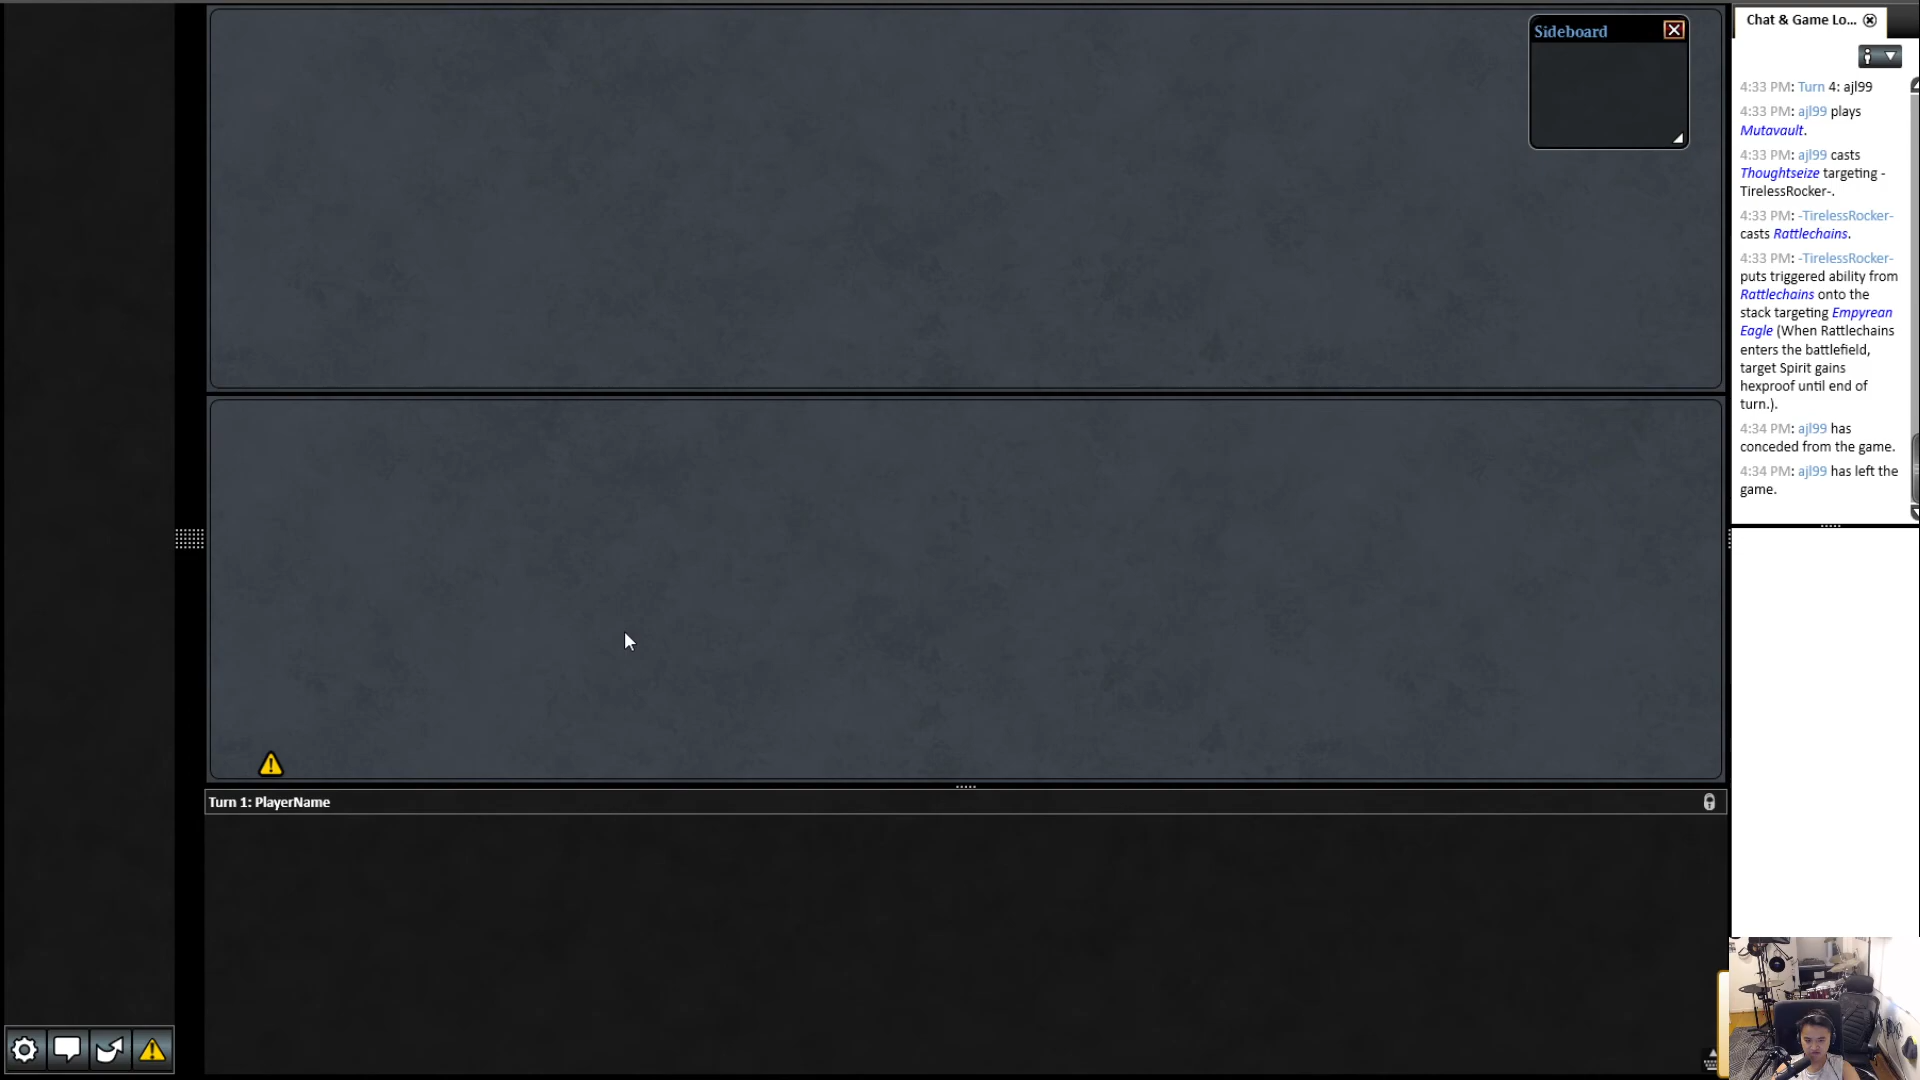 Sideboard
Chat & Game Lo...
4:33 PM: Turn 4: ajl99
4:33 PM: ajl99 plays
Mutavault.
4:33 PM: ajl99 casts
Thoughtseize targeting -
TirelessRocker-.
4:33 PM: -TirelessRocker-
casts Rattlechains.
4:33 PM: -TirelessRocker-
puts triggered ability from
Rattlechains onto the
stack targeting Empyrean
Eagle (When Rattlechains
enters the battlefield,
target Spirit gains
hexproof until end of
turn.).
4:34 PM: ajl99 has
conceded from the game.
4:34 PM: ajl99 has left the
game.
Turn 1: PlayerName